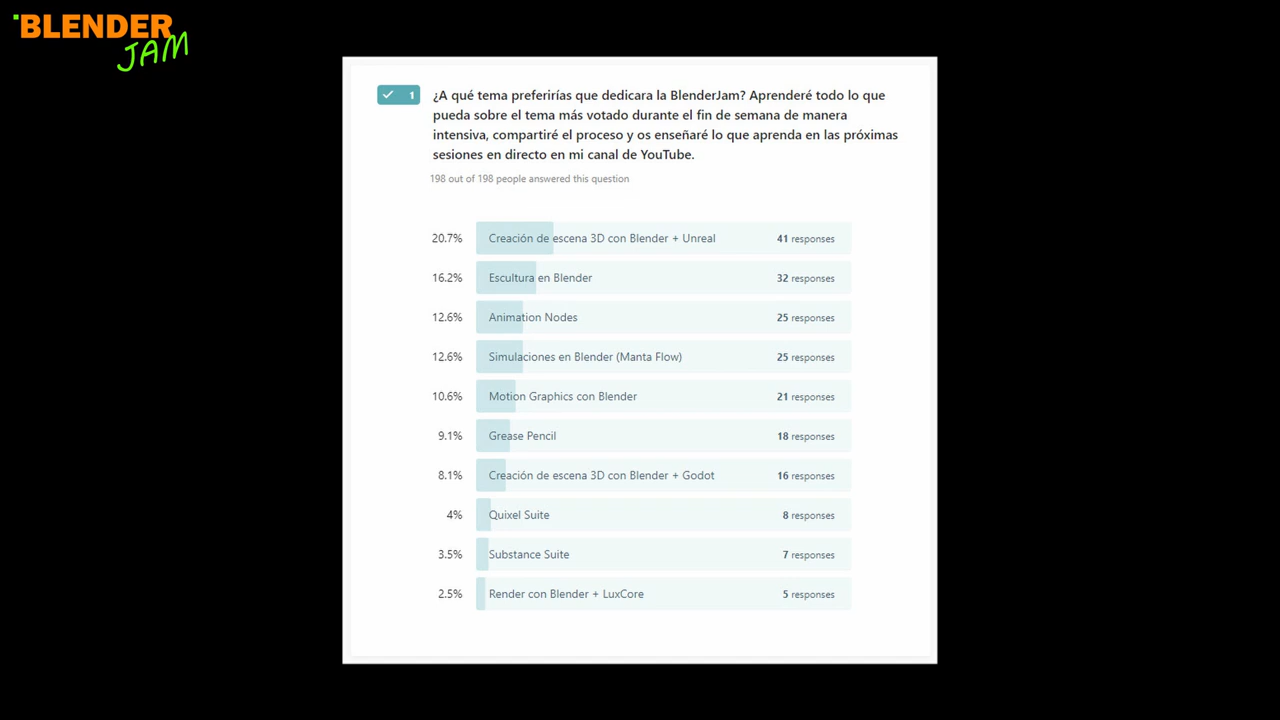 BLENDER
JAM
1
¿A qué tema preferirías que dedicara la BlenderJam? Aprenderé todo lo que
pueda sobre el tema más votado durante el fin de semana de manera
intensiva, compartiré el proceso y os enseñaré lo que aprenda en las próximas
sesiones en directo en mi canal de YouTube.
198 out of 198 people answered this question
20.7% Creación de escena 3D con Blender + Unreal 41 responses
16.2% Escultura en Blender 32 responses
12.6% Animation Nodes 25 responses
12.6% Simulaciones en Blender (Manta Flow) 25 responses
10.6% Motion Graphics con Blender 21 responses
9.1% Grease Pencil 18 responses
8.1% Creación de escena 3D con Blender + Godot 16 responses
4% Quixel Suite 8 responses
3.5% Substance Suite 7 responses
2.5% Render con Blender + LuxCore 5 responses